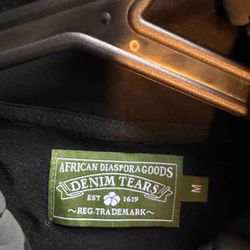 AFRICAN DIASPORA GOODS
DENIM TEARS
EST 1619
~REG. TRADEMARK~
M